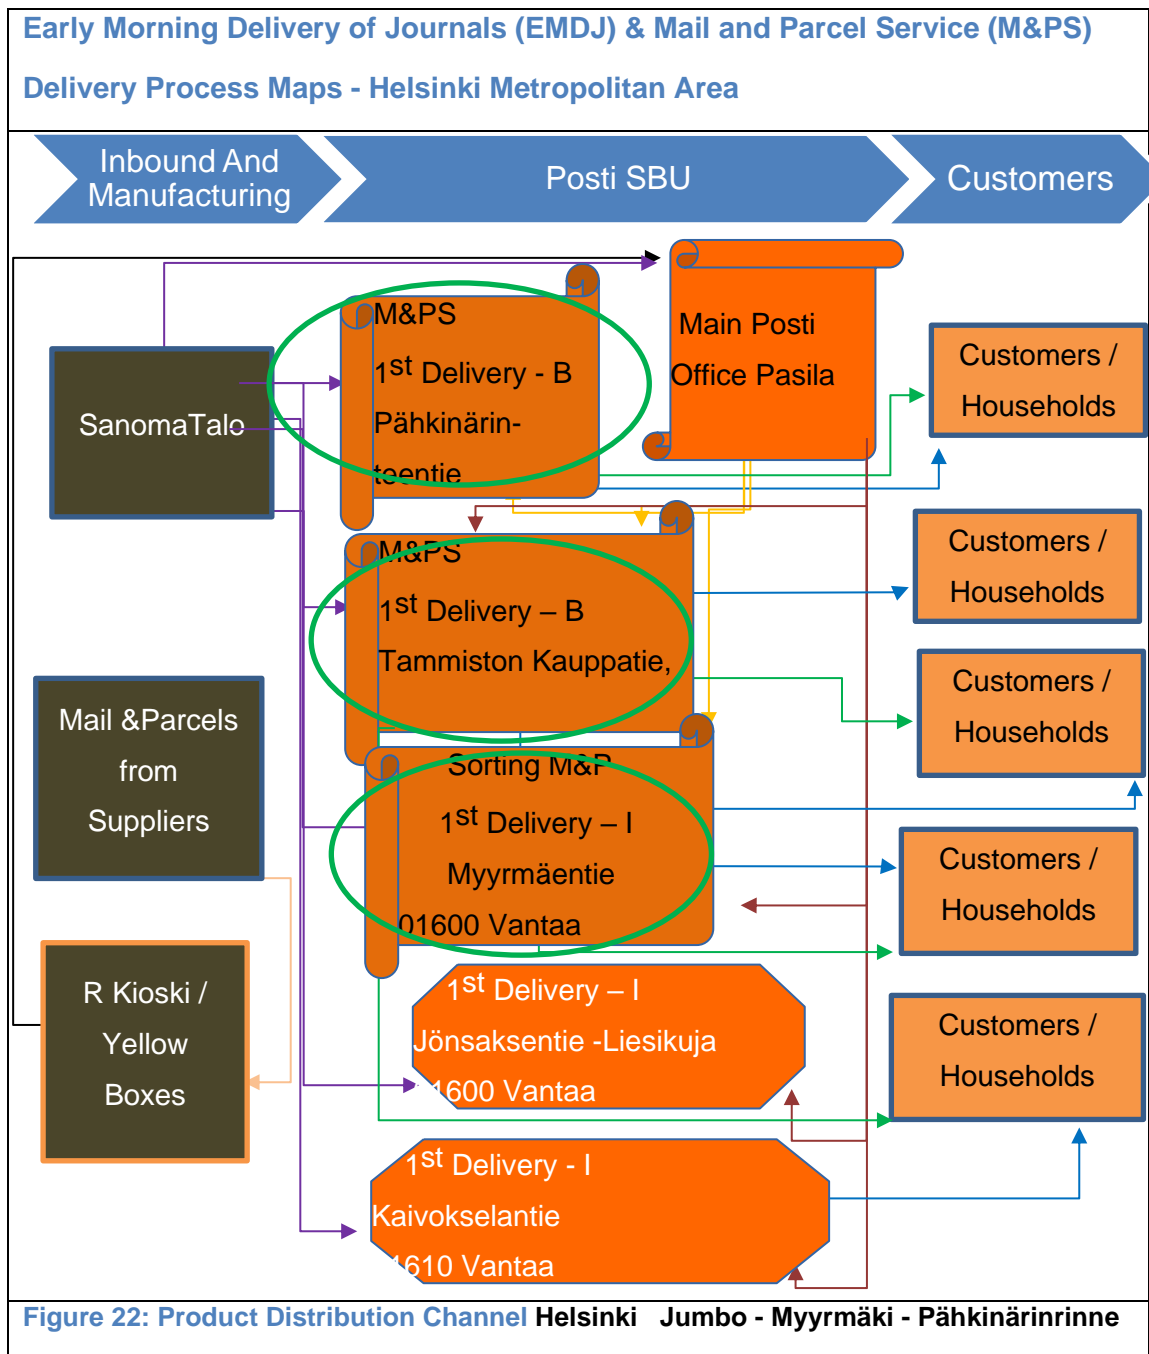 Early Morning Delivery of Journals (EMDJ) & Mail and Parcel Service (M&PS)
Delivery Process Maps - Helsinki Metropolitan Area
Inbound And
Manufacturing
Posti SBU
Customers
M&PS
1st Delivery - B
Pähkinärin-
teentie
Main Posti
Office Pasila
Customers /
Households
SanomaTalo
M&PS
1st Delivery – B
Tammiston Kauppatie,
Customers /
Households
Customers /
Households
Mail &Parcels
from
Suppliers
Sorting M&P
1st Delivery – I
Myyrmäentie
01600 Vantaa
Customers /
Households
R Kioski /
Yellow
Boxes
1st Delivery – I
Jönsaksentie -Liesikuja
1600 Vantaa
Customers /
Households
1st Delivery - I
Kaivokselantie
1610 Vantaa
Figure 22: Product Distribution Channel Helsinki Jumbo - Myyrmäki - Pähkinärinrinne